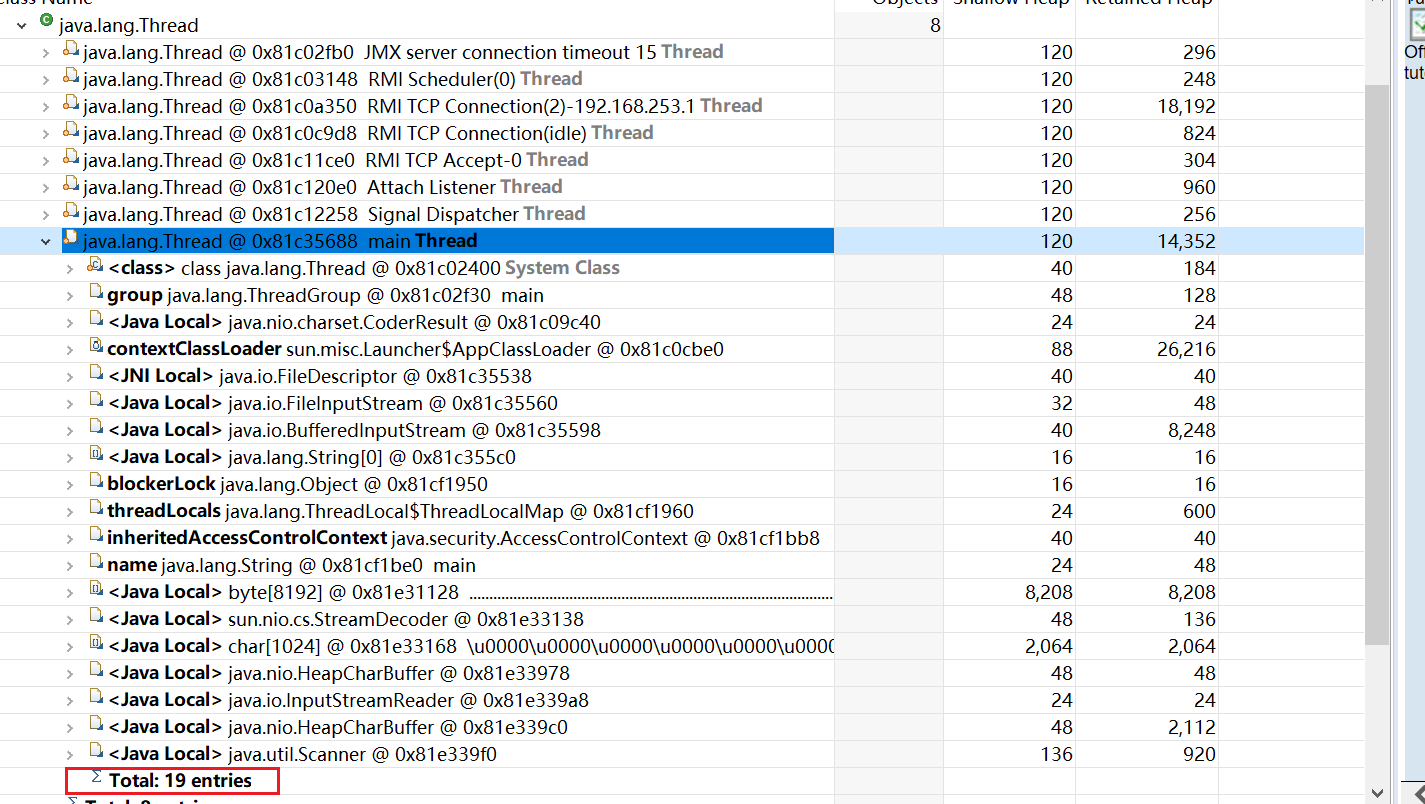 Class Name Objects Shallow Heap Retained Heap
java.lang.Thread 8
java.lang.Thread @ 0x81c02fb0 JMX server connection timeout 15 Thread 120 296
java.lang.Thread @ 0x81c03148 RMI Scheduler(0) Thread 120 248
java.lang.Thread @ 0x81c0a350 RMI TCP Connection(2)-192.168.253.1 Thread 120 18,192
java.lang.Thread @ 0x81c0c9d8 RMI TCP Connection(idle) Thread 120 824
java.lang.Thread @ 0x81c11ce0 RMI TCP Accept-0 Thread 120 304
java.lang.Thread @ 0x81c120e0 Attach Listener Thread 120 960
java.lang.Thread @ 0x81c12258 Signal Dispatcher Thread 120 256
java.lang.Thread @ 0x81c35688 main Thread 120 14,352
<class> class java.lang.Thread @ 0x81c02400 System Class 40 184
group java.lang.ThreadGroup @ 0x81c02f30 main 48 128
<Java Local> java.nio.charset.CoderResult @ 0x81c09c40 24 24
contextClassLoader sun.misc.Launcher$AppClassLoader @ 0x81c0cbe0 88 26,216
<JNI Local> java.io.FileDescriptor @ 0x81c35538 40 40
<Java Local> java.io.FileInputStream @ 0x81c35560 32 48
<Java Local> java.io.BufferedInputStream @ 0x81c35598 40 8,248
<Java Local> java.lang.String[0] @ 0x81c355c0 16 16
blockerLock java.lang.Object @ 0x81cf1950 16 16
threadLocals java.lang.ThreadLocal$ThreadLocalMap @ 0x81cf1960 24 600
inheritedAccessControlContext java.security.AccessControlContext @ 0x81cf1bb8 40 40
name java.lang.String @ 0x81cf1be0 main 24 48
<Java Local> byte[8192] @ 0x81e31128 ........................................................................................... 8,208 8,208
<Java Local> sun.nio.cs.StreamDecoder @ 0x81e33138 48 136
<Java Local> char[1024] @ 0x81e33168 \u0000\u0000\u0000\u0000\u0000\u0000 2,064 2,064
<Java Local> java.nio.HeapCharBuffer @ 0x81e33978 48 48
<Java Local> java.io.InputStreamReader @ 0x81e339a8 24 24
<Java Local> java.nio.HeapCharBuffer @ 0x81e339c0 48 2,112
<Java Local> java.util.Scanner @ 0x81e339f0 136 920
Σ Total: 19 entries